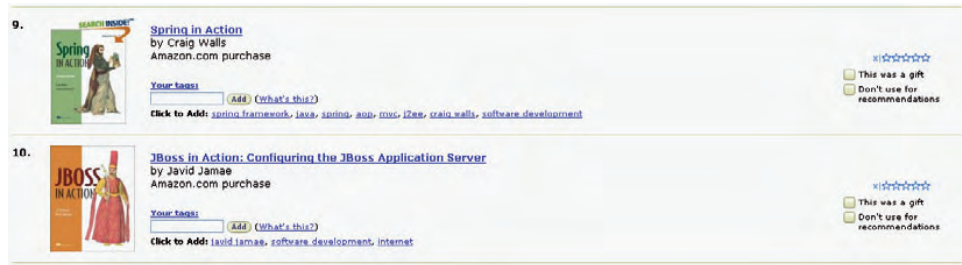 9.
SEARCH INSIDE!™
Spring
IN ACTION
Spring in Action
by Craig Walls
Amazon.com purchase
Your tags:
Add (What's this?)
Click to Add: spring framework, java, spring, aop, mvc, j2ee, craig walls, software development
x|☆☆☆☆☆
This was a gift
Don't use for
recommendations
10.
JBOSS
IN ACTION
JBoss in Action: Configuring the JBoss Application Server
by Javid Jamae
Amazon.com purchase
Your tags:
Add (What's this?)
Click to Add: javid jamae, software development, internet
x|☆☆☆☆☆
This was a gift
Don't use for
recommendations